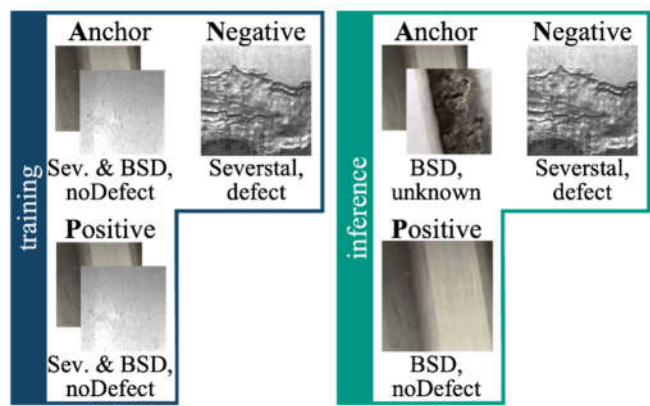 training
Anchor
Negative
Sev. & BSD,
noDefect
Severstal,
defect
Positive
Sev. & BSD,
noDefect
inference
Anchor
Negative
BSD,
unknown
Severstal,
defect
Positive
BSD,
noDefect